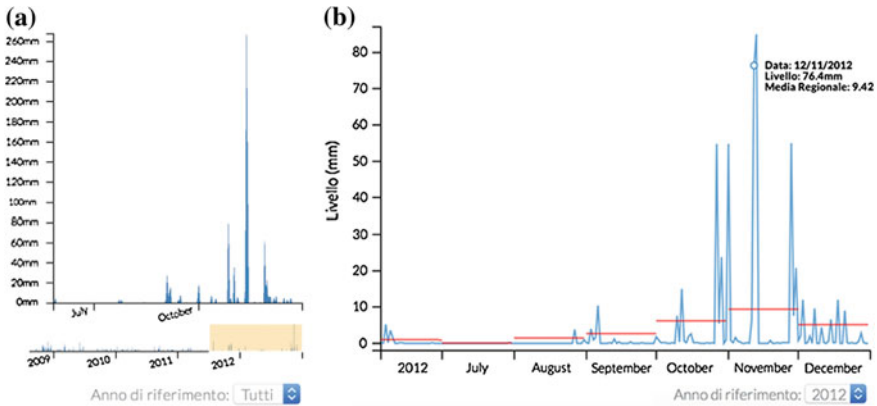 (a)
260mm
240mm
220mm
200mm
180mm
160mm
140mm
120mm
100mm
80mm
60mm
40mm
20mm
0mm
July
October
2009
2010
2011
2012
Anno di riferimento: Tutti
(b)
Livello (mm)
80
70
60
50
40
30
20
10
0
Data: 12/11/2012
Livello: 76.4mm
Media Regionale: 9.42
2012
July
August
September
October
November
December
Anno di riferimento: 2012